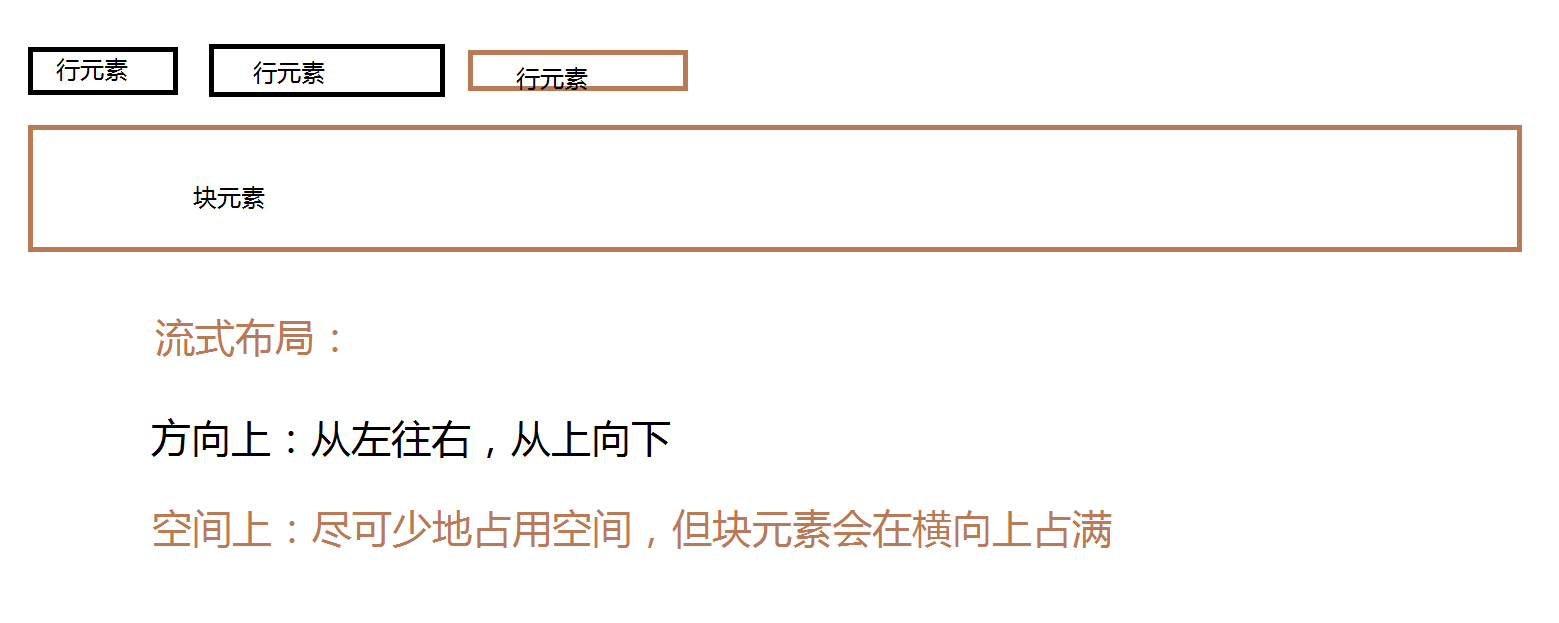 行元素 行元素 行元素
块元素
流式布局：
方向上：从左往右，从上向下
空间上：尽可少地占用空间，但块元素会在横向上占满